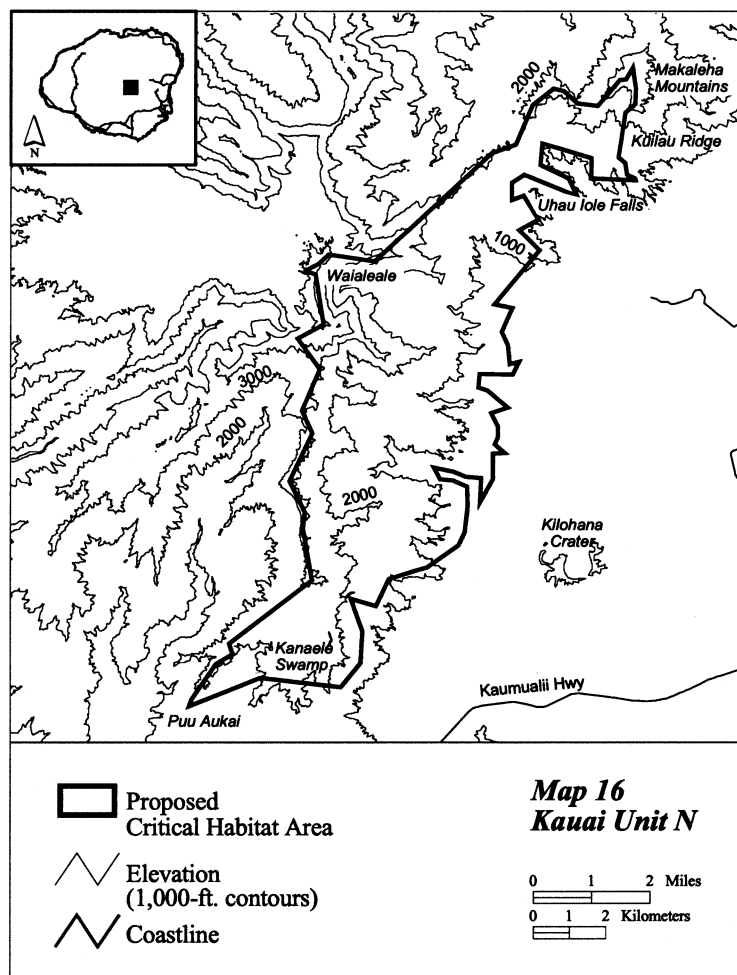 N
2000
Makaleha
Mountains
Kuilau Ridge
Uhau Iole Falls
1000
Waialeale
3000
2000
2000
Kilohana
Crater
Kanaele
Swamp
Kaumualii Hwy
Puu Aukai
Proposed
Critical Habitat Area
Elevation
(1,000-ft. contours)
Coastline
Map 16
Kauai Unit N
0 1 2 Miles
0 1 2 Kilometers